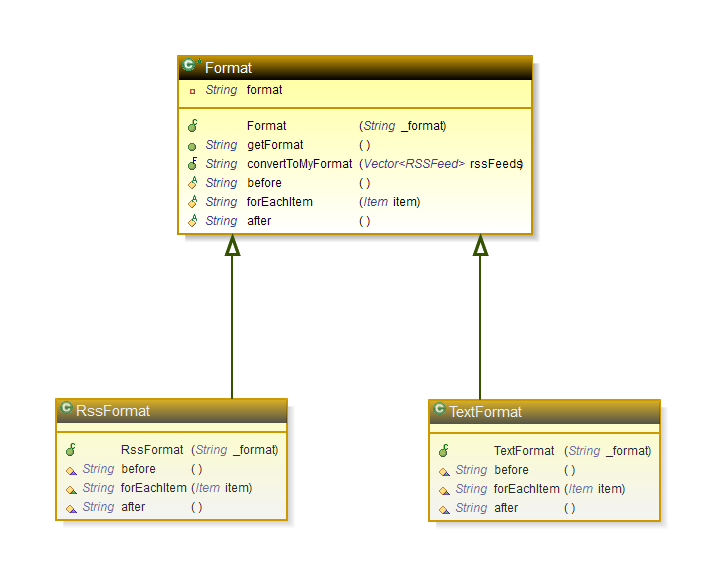 C A Format
String format
C Format (String _format)
String getFormat ( )
F String convertToMyFormat (Vector<RSSFeed> rssFeeds)
A String before ( )
A String forEachItem (Item item)
A String after ( )
C RssFormat
C RssFormat (String _format)
String before ( )
String forEachItem (Item item)
String after ( )
C TextFormat
C TextFormat (String _format)
String before ( )
String forEachItem (Item item)
String after ( )